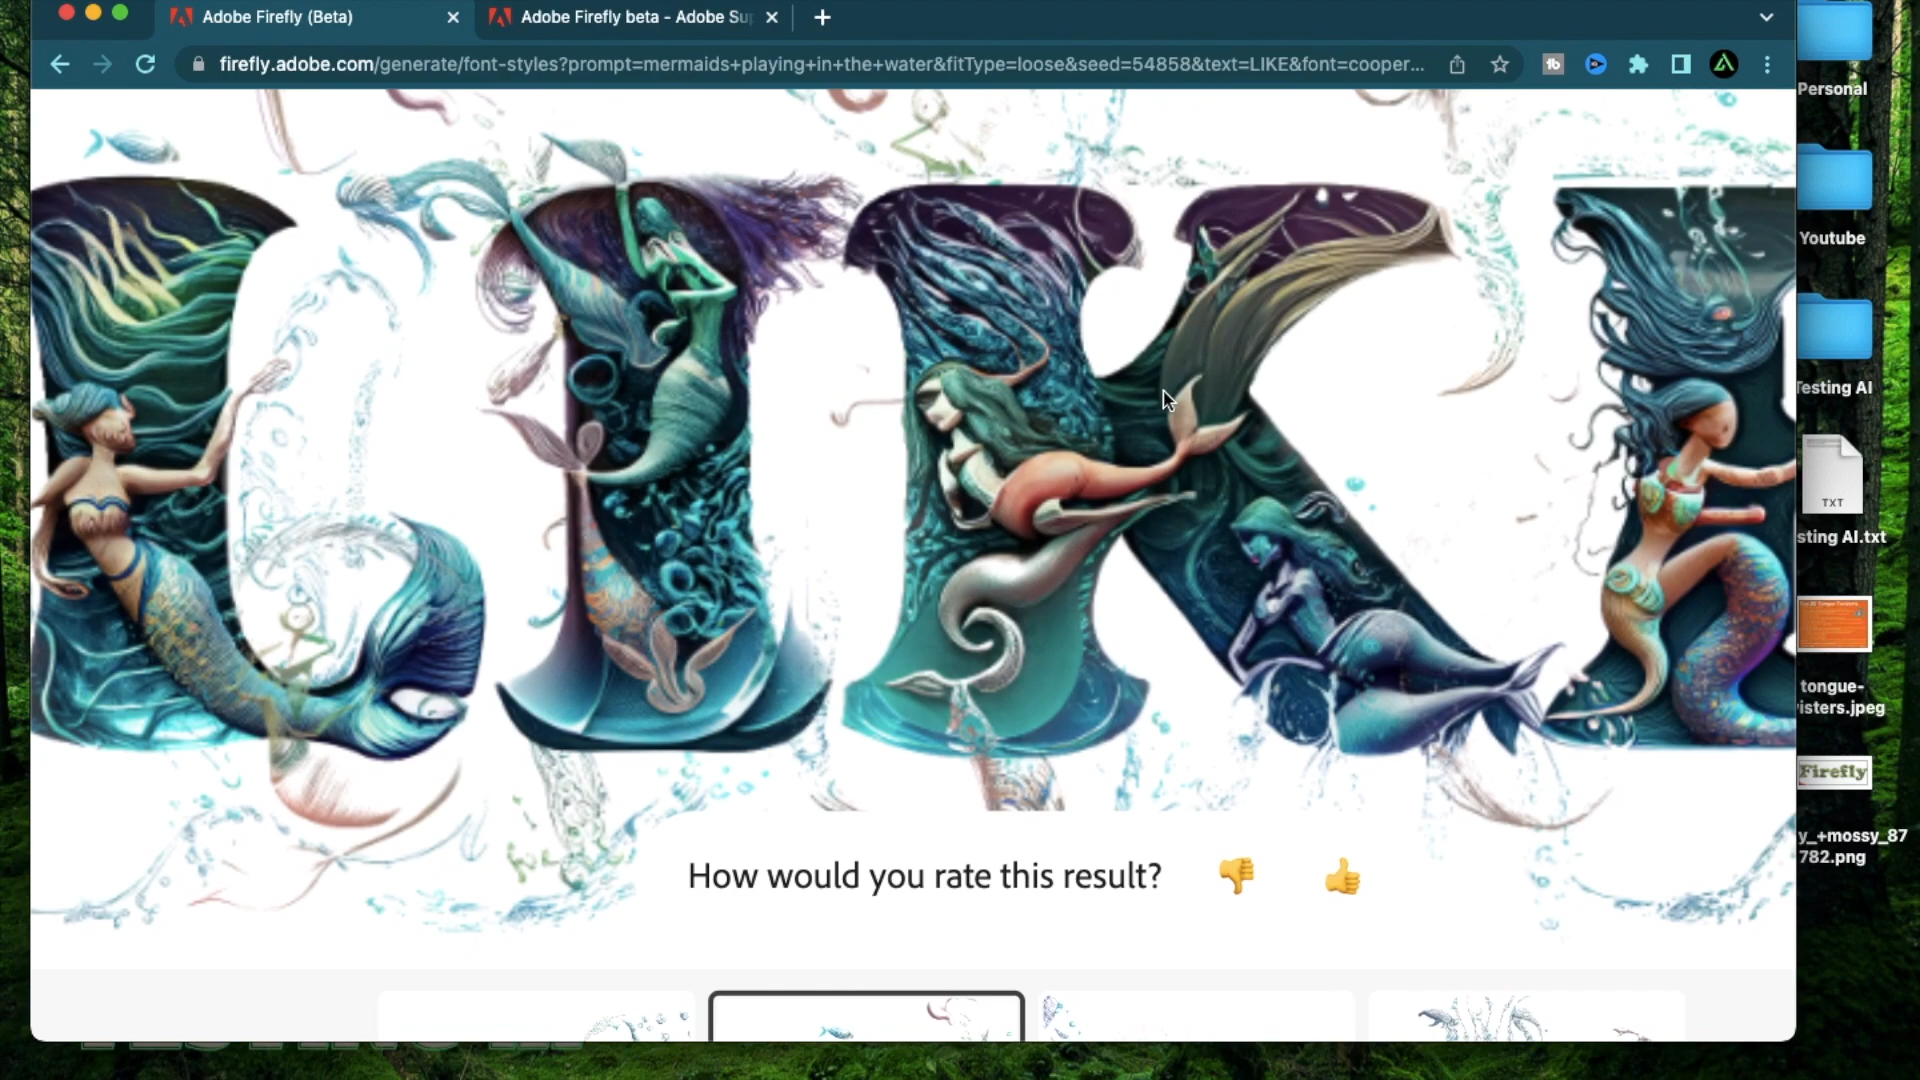 Adobe Firefly (Beta)
Adobe Firefly beta - Adobe Su
firefly.adobe.com/generate/font-styles?prompt=mermaids+playing+in+the+water&fitType=loose&seed=54858&text=LIKE&font=cooper...
Personal
Youtube
Testing AI
TXT
sting AI.txt
tongue-
isters.jpeg
Firefly
y_+mossy_87
782.png
LIKE
How would you rate this result?